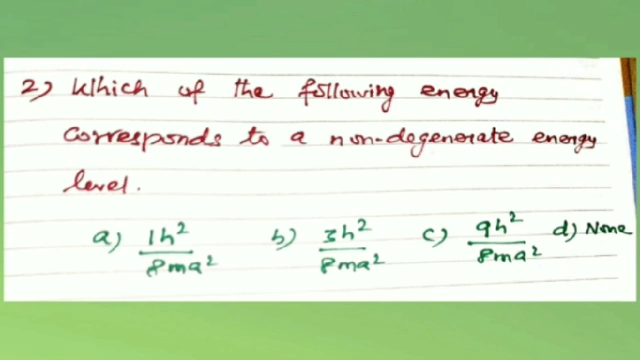 2) Which of the following energy
corresponds to a non-degenerate energy
level.
a) 1h²/8ma² b) 3h²/8ma² c) 9h²/8ma² d) None